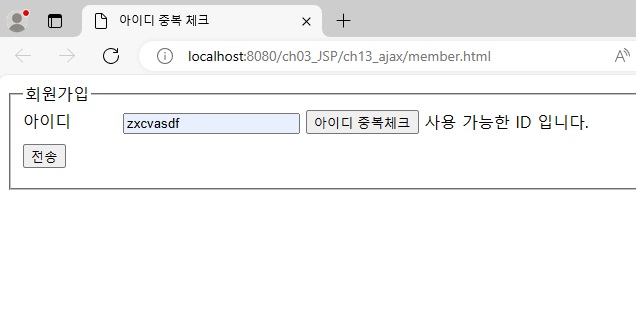 아이디 중복 체크
localhost:8080/ch03_JSP/ch13_ajax/member.html
회원가입
아이디 zxcvasdf 아이디 중복체크 사용 가능한 ID 입니다.
전송